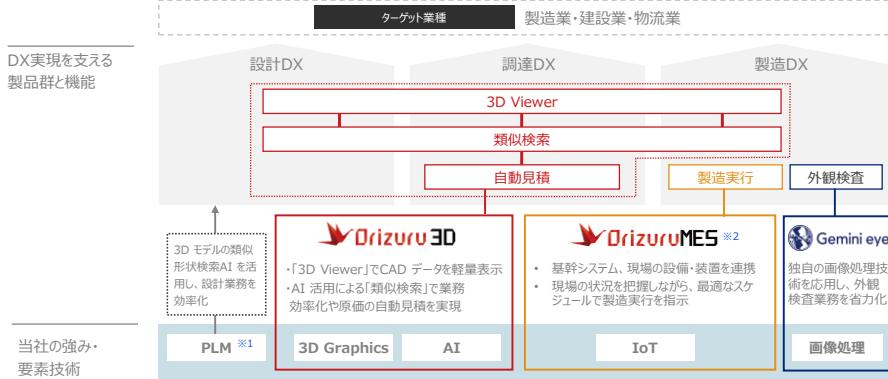 ターゲット業種
製造業・建設業・物流業
DX実現を支える
製品群と機能
設計DX
調達DX
製造DX
3D Viewer
類似検索
自動見積
製造実行
外観検査
3D モデルの類似
形状検索AI を活
用し、設計業務を
効率化
Orizuru 3D
・「3D Viewer」でCAD データを軽量表示
・AI 活用による「類似検索」で業務
効率化や原価の自動見積を実現
OrizuruMES ※2
• 基幹システム、現場の設備・装置を連携
• 現場の状況を把握しながら、最適なスケ
ジュールで製造実行を指示
Gemini eye
独自の画像処理技
術を応用し、外観
検査業務を省力化
当社の強み・
要素技術
PLM ※1
3D Graphics
AI
IoT
画像処理